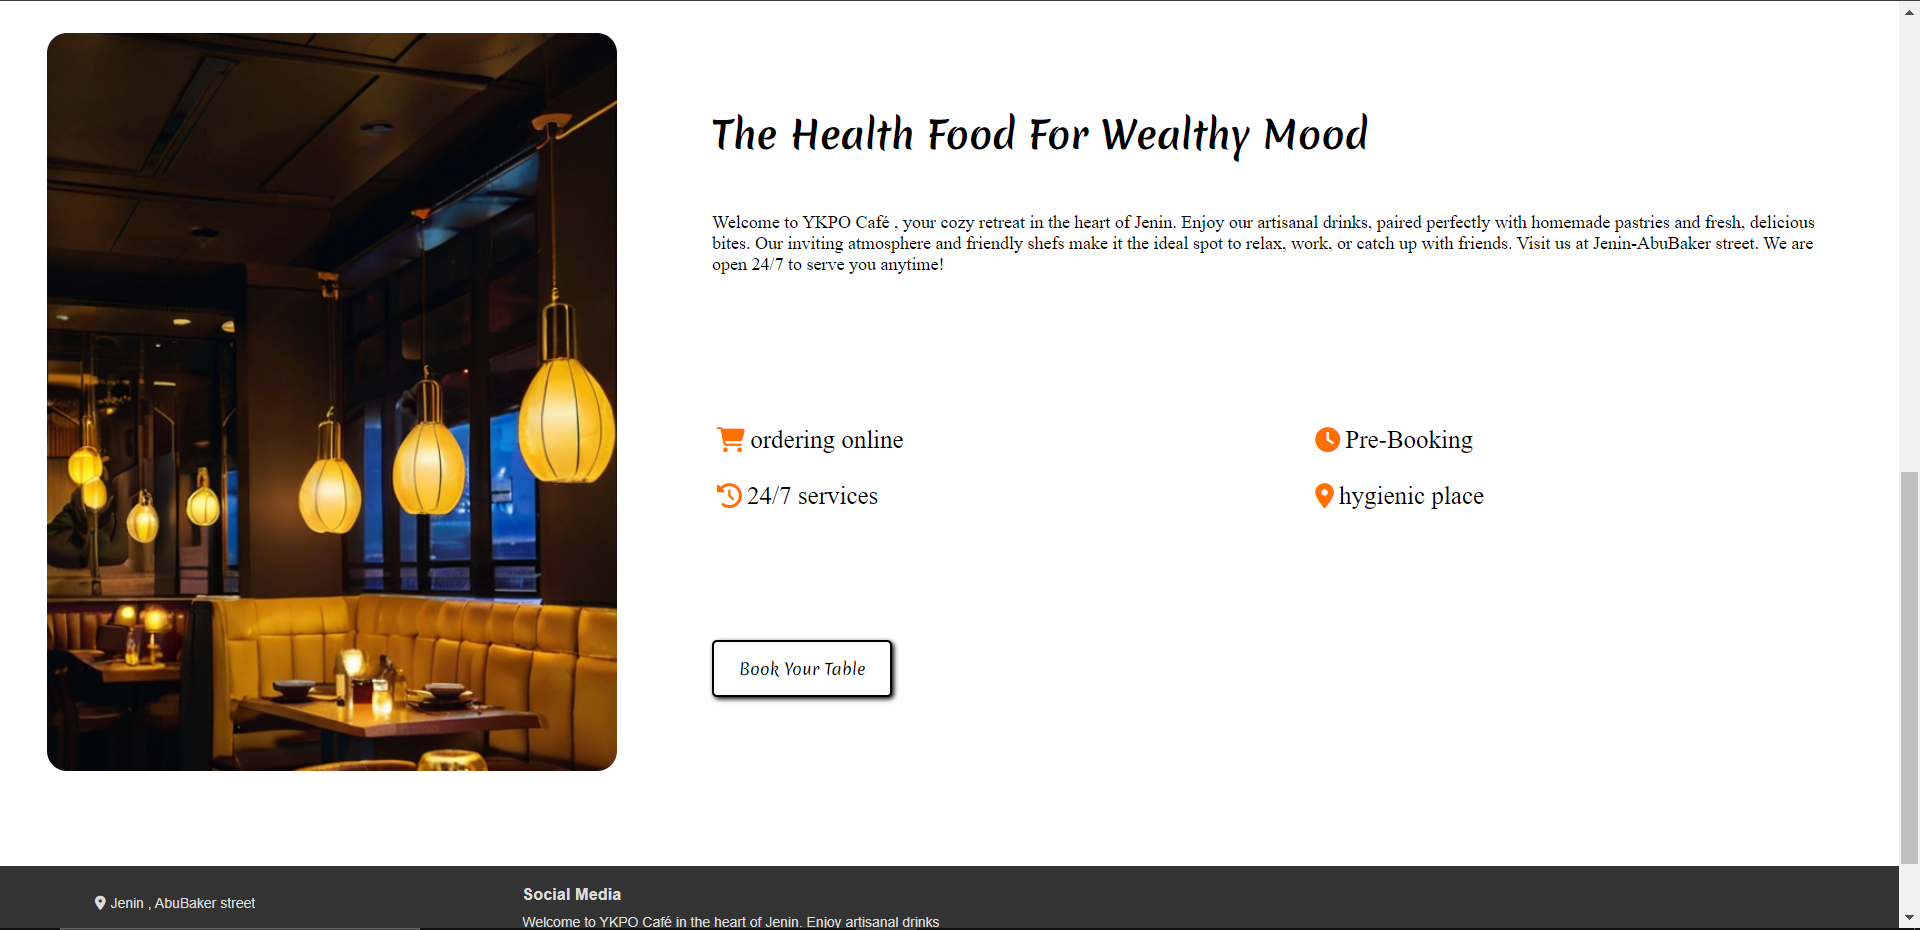 The Health Food For Wealthy Mood
Welcome to YKPO Café , your cozy retreat in the heart of Jenin. Enjoy our artisanal drinks, paired perfectly with homemade pastries and fresh, delicious
bites. Our inviting atmosphere and friendly shefs make it the ideal spot to relax, work, or catch up with friends. Visit us at Jenin-AbuBaker street. We are
open 24/7 to serve you anytime!
ordering online
Pre-Booking
24/7 services
hygienic place
Book Your Table
Jenin , AbuBaker street
Social Media
Welcome to YKPO Café in the heart of Jenin. Enjoy artisanal drinks